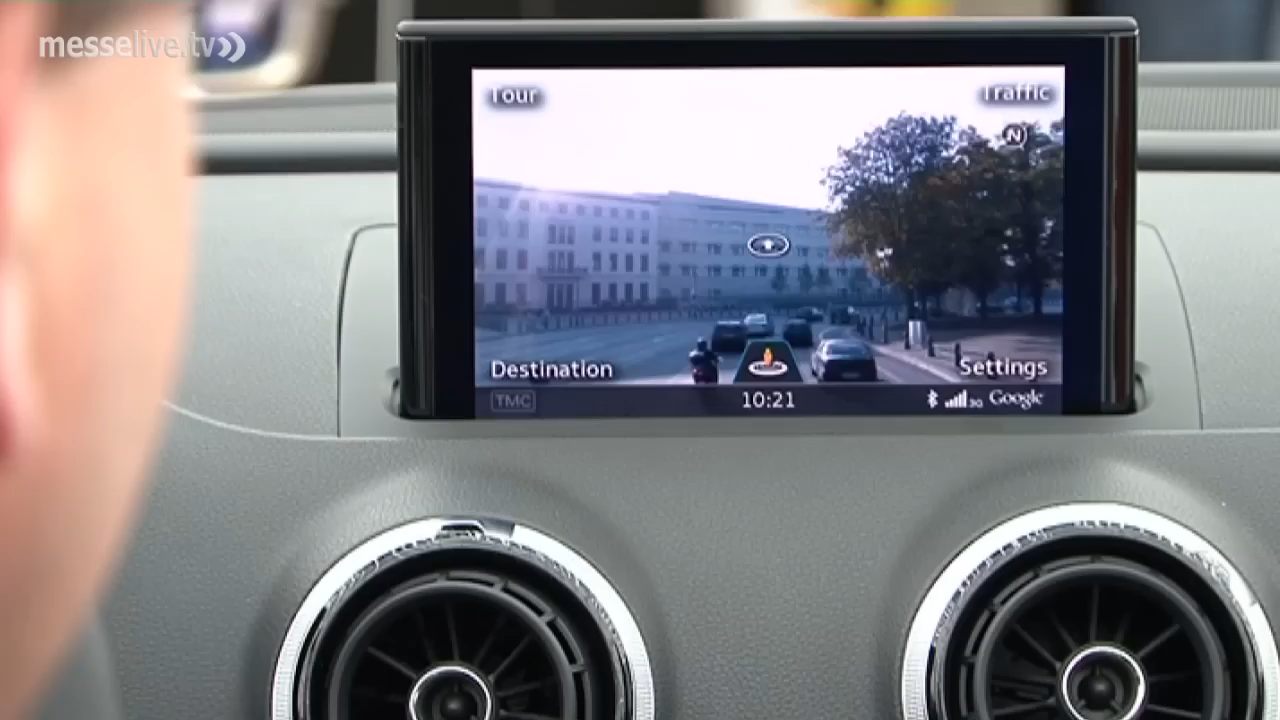 messelive.tv
Tour
Traffic
N
Destination
Settings
TMC
10:21
3G Google